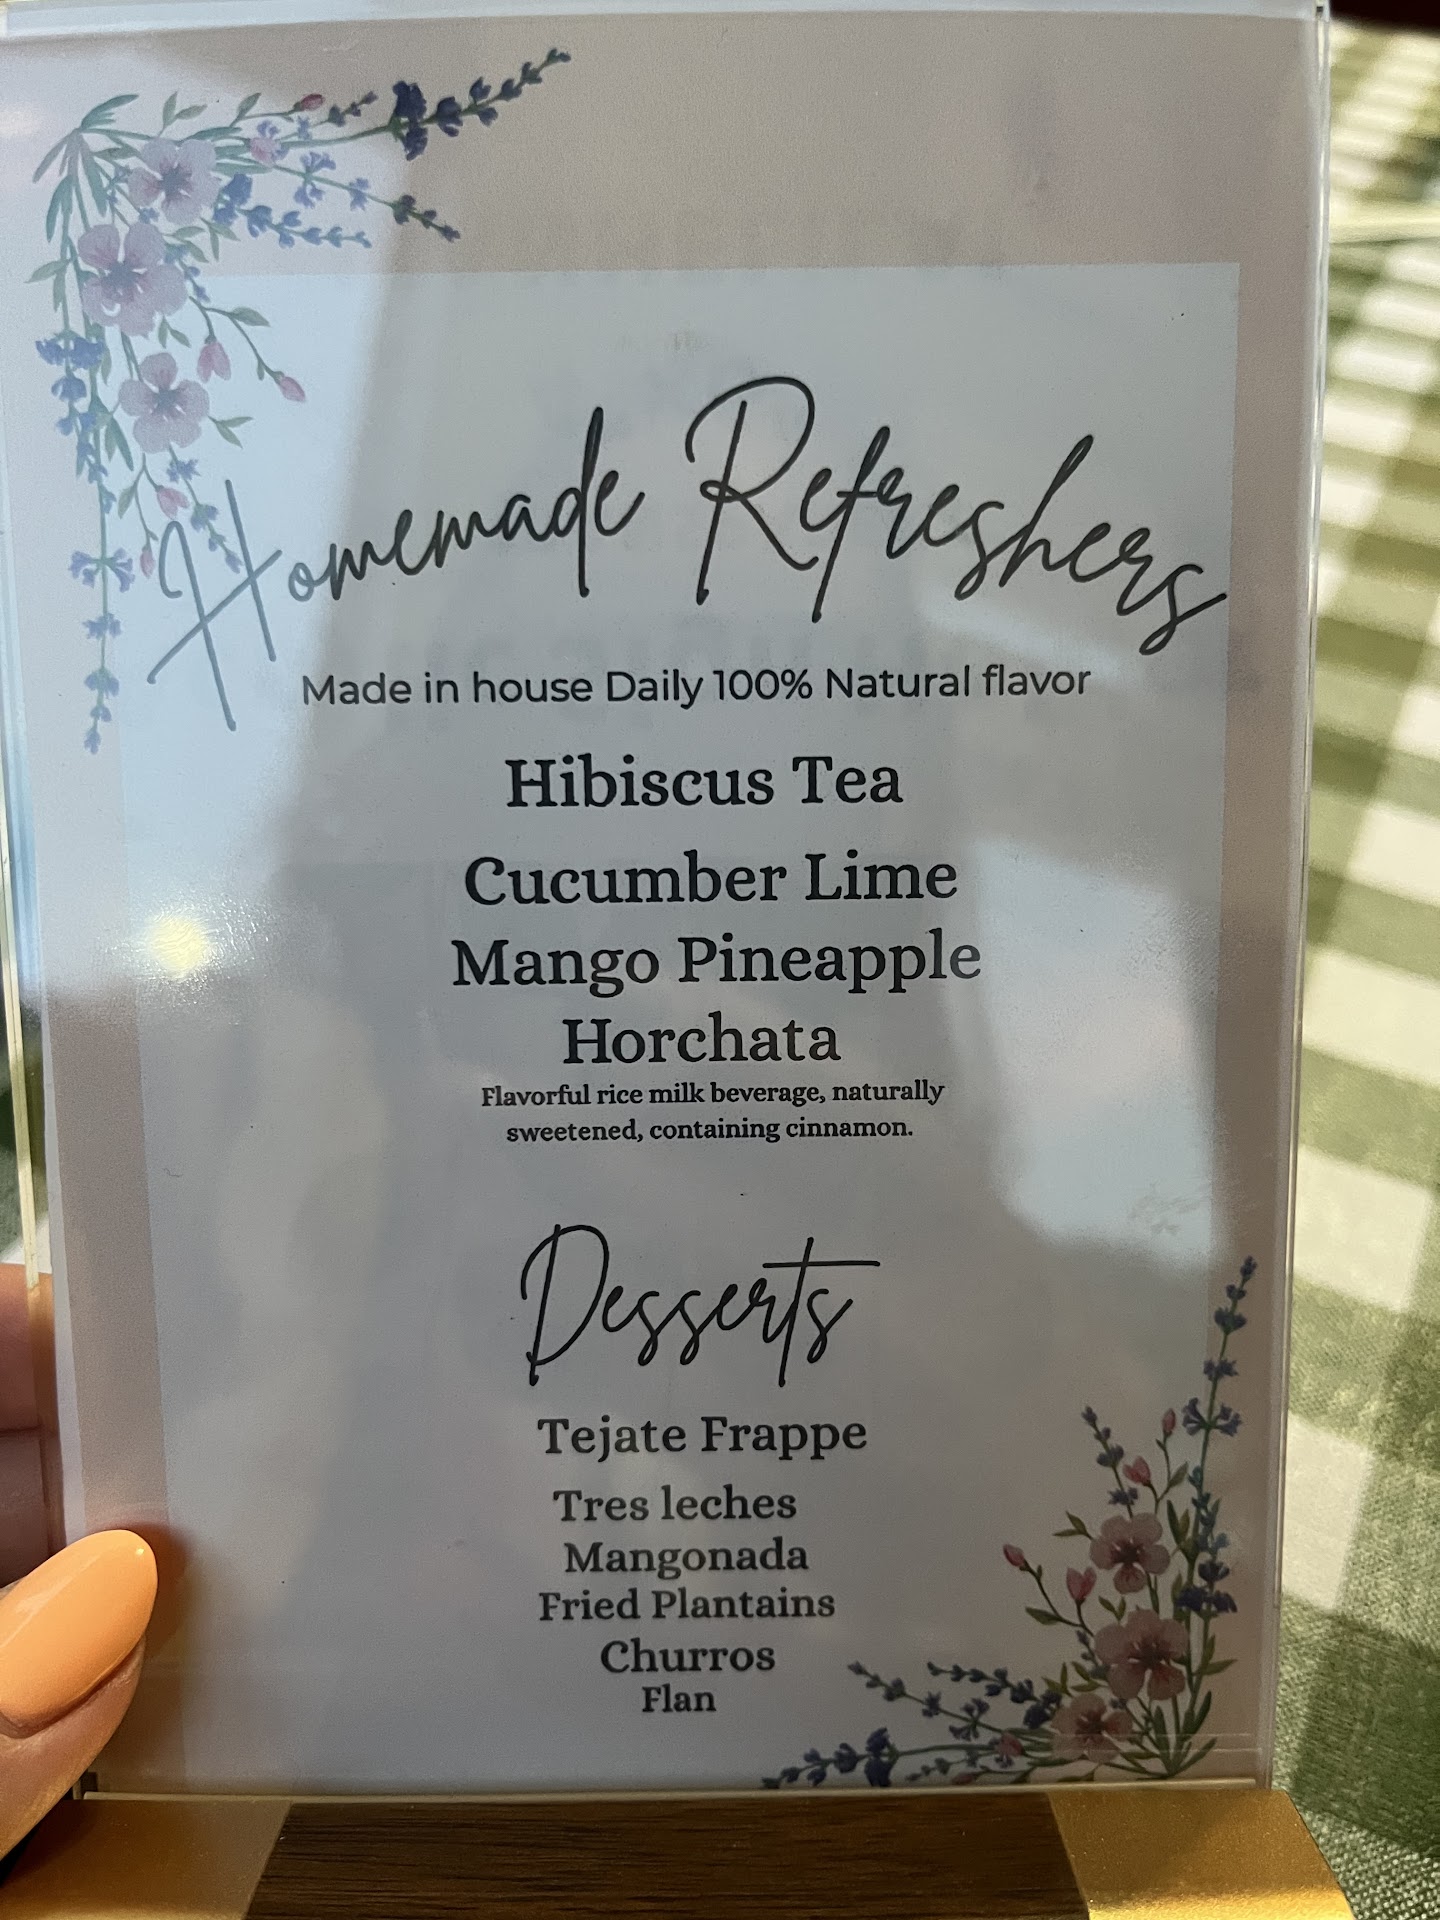 Homemade Refreshers
Made in house Daily 100% Natural flavor
Hibiscus Tea
Cucumber Lime
Mango Pineapple
Horchata
Flavorful rice milk beverage, naturally
sweetened, containing cinnamon.
Desserts
Tejate Frappe
Tres leches
Mangonada
Fried Plantains
Churros
Flan